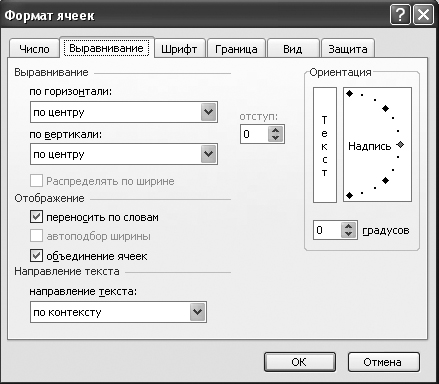 Формат ячеек
Число Выравнивание Шрифт Граница Вид Защита
Выравнивание
по горизонтали:
по центру
отступ:
по вертикали:
0
по центру
Распределять по ширине
Отображение
переносить по словам
автоподбор ширины
объединение ячеек
Направление текста
направление текста:
по контексту
Ориентация
Текст
Надпись
0 градусов
ОК Отмена